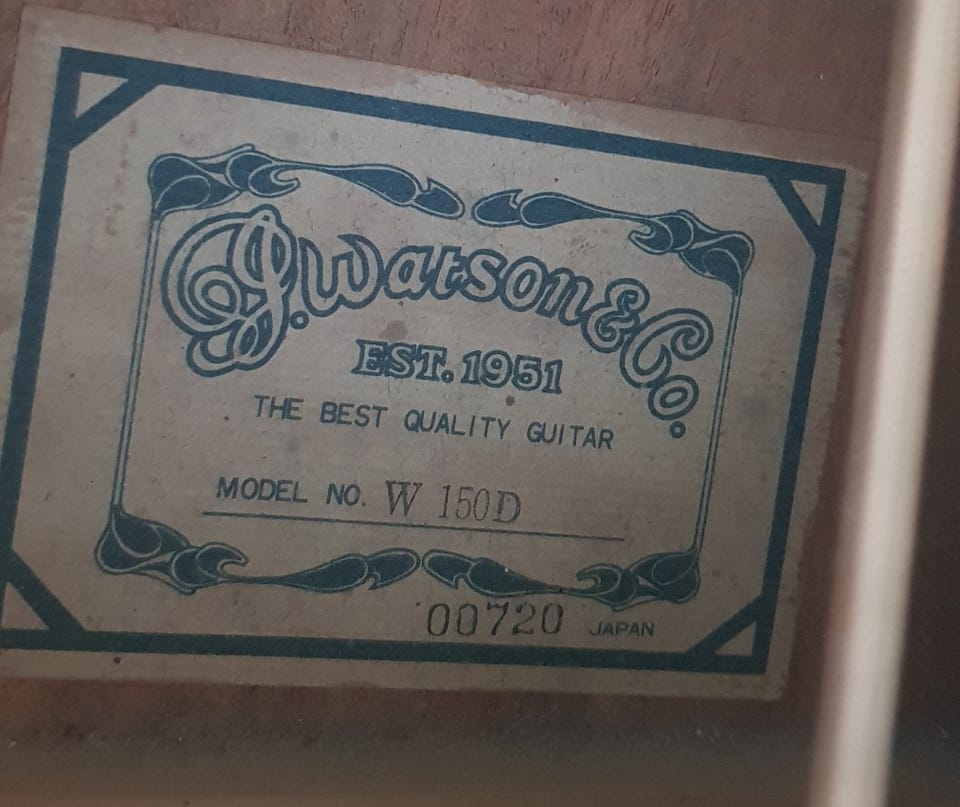 J.Watson & Co.
EST. 1951
THE BEST QUALITY GUITAR
MODEL NO. W 150D
00720 JAPAN